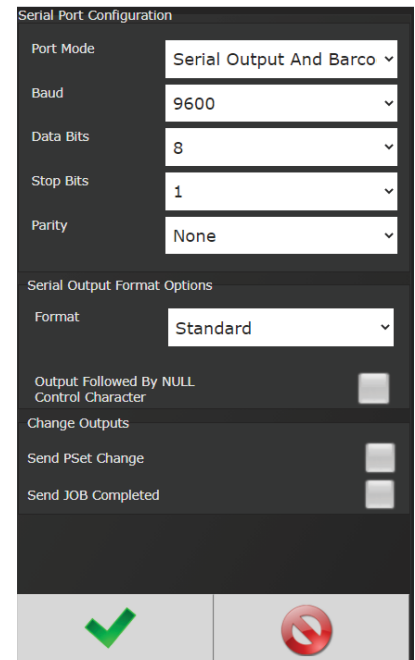 Serial Port Configuration
Port Mode
Serial Output And Barco
Baud
9600
Data Bits
8
Stop Bits
1
Parity
None
Serial Output Format Options
Format
Standard
Output Followed By NULL
Control Character
Change Outputs
Send PSet Change
Send JOB Completed